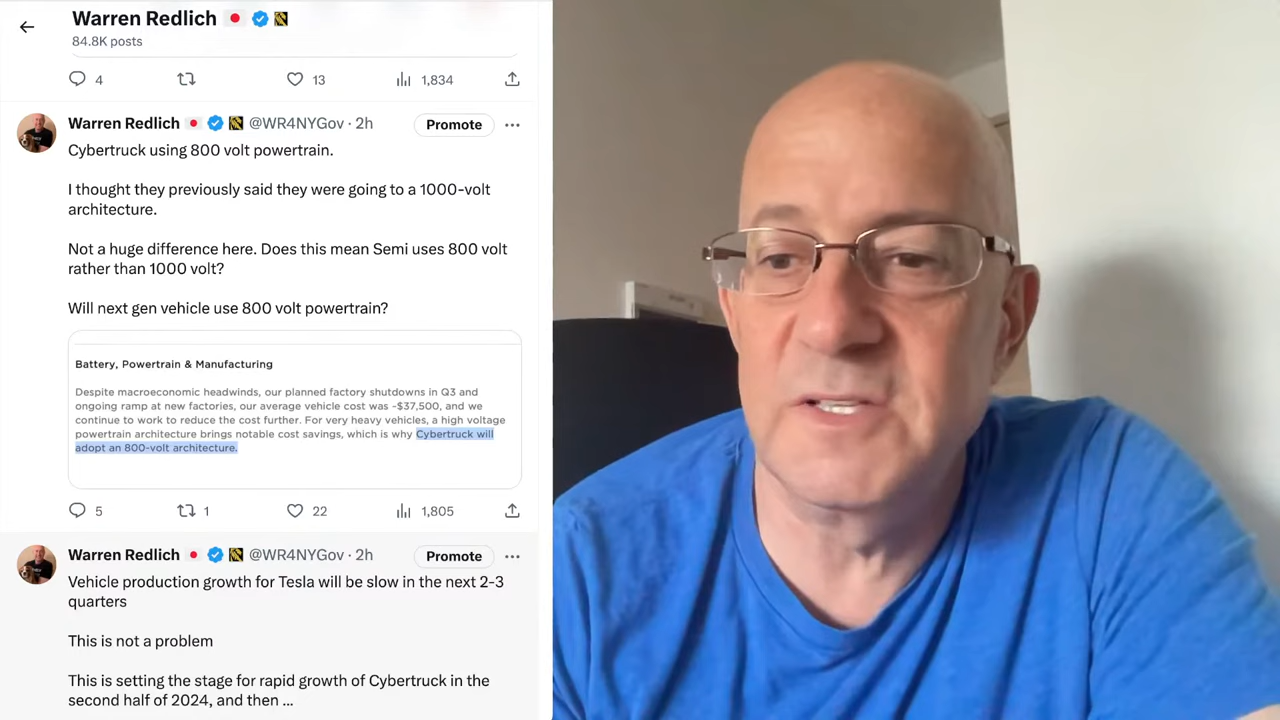 Warren Redlich
84.8K posts
4 13 1,834
Warren Redlich @WR4NYGov · 2h Promote
Cybertruck using 800 volt powertrain.
I thought they previously said they were going to a 1000-volt
architecture.
Not a huge difference here. Does this mean Semi uses 800 volt
rather than 1000 volt?
Will next gen vehicle use 800 volt powertrain?
Battery, Powertrain & Manufacturing
Despite macroeconomic headwinds, our planned factory shutdowns in Q3 and
ongoing ramp at new factories, our average vehicle cost was ~$37,500, and we
continue to work to reduce the cost further. For very heavy vehicles, a high voltage
powertrain architecture brings notable cost savings, which is why Cybertruck will
adopt an 800-volt architecture.
5 1 22 1,805
Warren Redlich @WR4NYGov · 2h Promote
Vehicle production growth for Tesla will be slow in the next 2-3
quarters
This is not a problem
This is setting the stage for rapid growth of Cybertruck in the
second half of 2024, and then ...